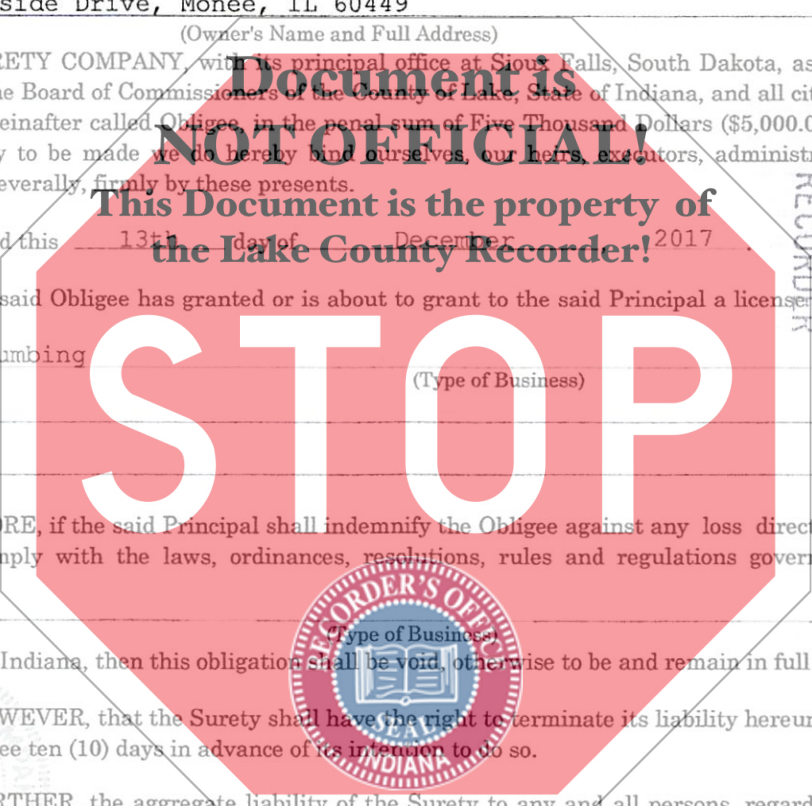 side Drive, Monee, IL 60449
(Owner's Name and Full Address)
RETY COMPANY, with its principal office at Sioux Falls, South Dakota, as
Document is
e Board of Commissioners of the County of Lake, State of Indiana, and all ci
einafter called Obligee, in the penal sum of Five Thousand Dollars ($5,000.0
NOT OFFICIAL!
y to be made we do hereby bind ourselves, our heirs, executors, administr
everally, firmly by these presents.
This Document is the property of
d this 13th day of December , 2017 .
the Lake County Recorder!
RECORDER
said Obligee has granted or is about to grant to the said Principal a license
STOP
umbing
(Type of Business)
ORE, if the said Principal shall indemnify the Obligee against any loss direct
mply with the laws, ordinances, resolutions, rules and regulations gover
RECORDER'S OFFICE
(Type of Business)
Indiana, then this obligation shall be void, otherwise to be and remain in full
WEVER, that the Surety shall have the right to terminate its liability hereun
SEAL
ee ten (10) days in advance of its intention to do so.
INDIANA
RTHER, the aggregate liability of the Surety to any and all persons, regard